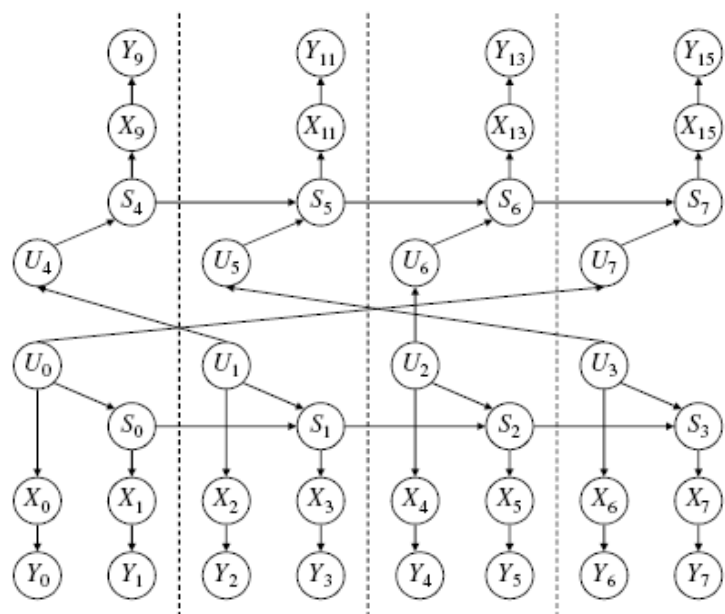 Y9 Y11 Y13 Y15
X9 X11 X13 X15
S4 S5 S6 S7
U4 U5 U6 U7
U0 U1 U2 U3
S0 S1 S2 S3
X0 X1 X2 X3 X4 X5 X6 X7
Y0 Y1 Y2 Y3 Y4 Y5 Y6 Y7